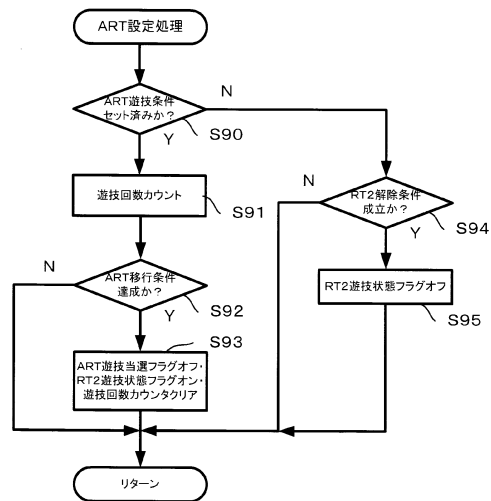 ART設定処理
ART遊技条件
セット済みか？
N
Y
S90
遊技回数カウント
S91
N
RT2解除条件
成立か？
S94
Y
N
ART移行条件
達成か？
S92
Y
RT2遊技状態フラグオフ
S95
S93
ART遊技当選フラグオフ・
RT2遊技状態フラグオン・
遊技回数カウンタクリア
リターン